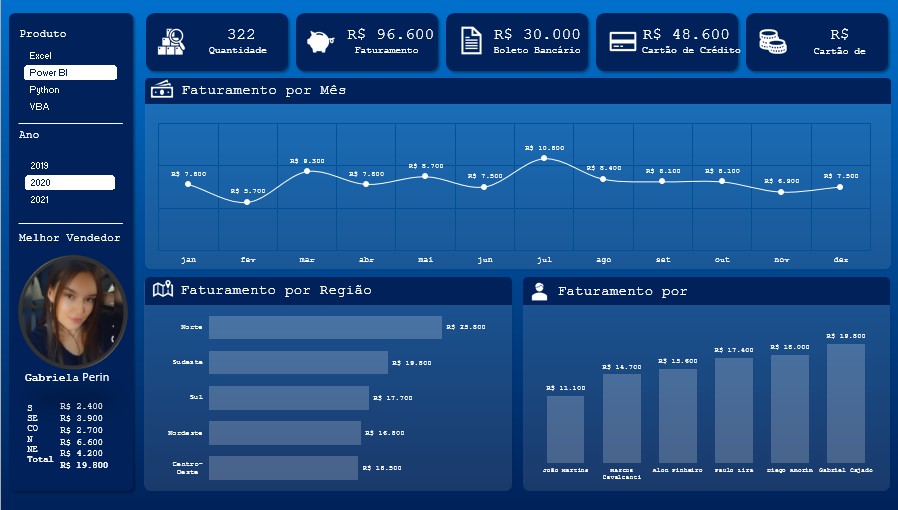 Produto
Excel
Power BI
Python
VBA
Ano
2019
2020
2021
Melhor Vendedor
Gabriela Perin
S R$ 2.400
SE R$ 3.900
CO R$ 2.700
N R$ 6.600
NE R$ 4.200
Total R$ 19.800
322
Quantidade
R$ 96.600
Faturamento
R$ 30.000
Boleto Bancário
R$ 48.600
Cartão de Crédito
R$
Cartão de
Faturamento por Mês
R$ 7.800
R$ 5.700
R$ 9.300
R$ 7.800
R$ 8.700
R$ 7.500
R$ 10.800
R$ 8.400
R$ 8.100
R$ 8.100
R$ 6.900
R$ 7.500
jan fev mar abr mai jun jul ago set out nov dez
Faturamento por Região
Norte R$ 25.800
Sudeste R$ 19.800
Sul R$ 17.700
Nordeste R$ 16.800
Centro-
Oeste R$ 16.500
Faturamento por
R$ 11.100
R$ 14.700
R$ 15.600
R$ 17.400
R$ 18.000
R$ 19.800
João Martins
Marcos
Cavalcanti
Alon Pinheiro
Paulo Lira
Diego Amorim
Gabriel Cajado